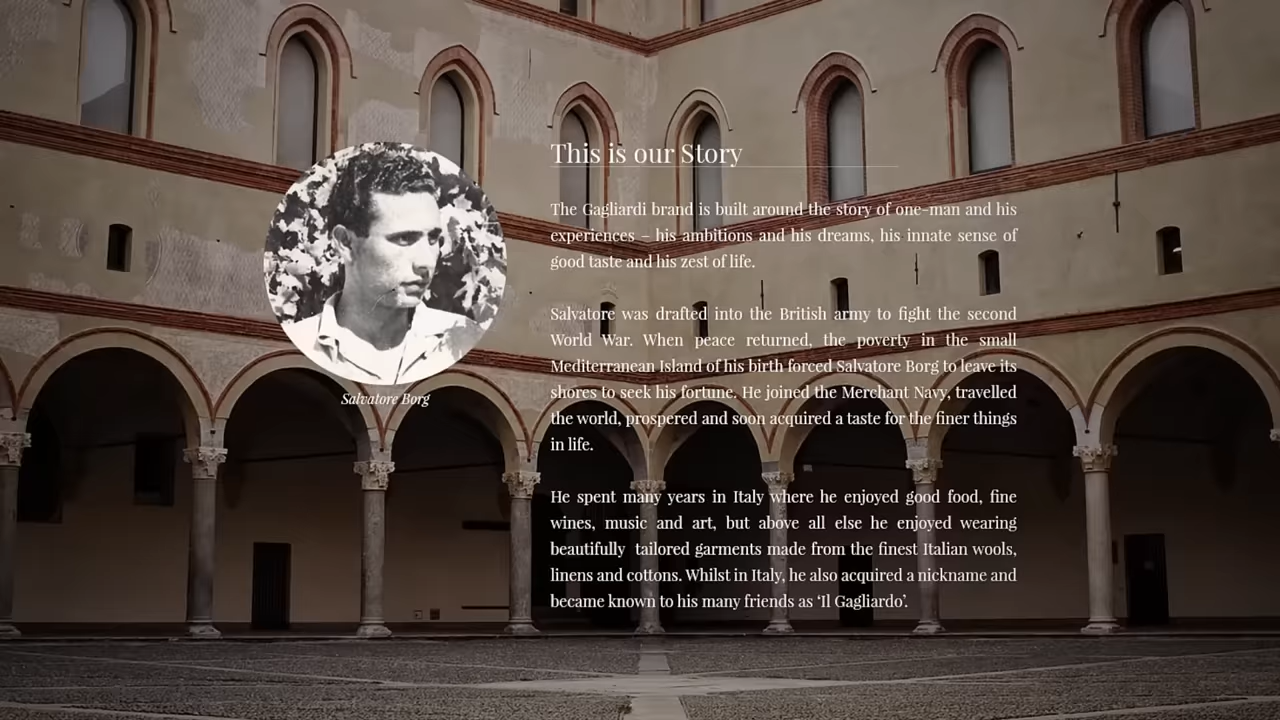 This is our Story
The Gagliardi brand is built around the story of one-man and his
experiences – his ambitions and his dreams, his innate sense of
good taste and his zest of life.
Salvatore was drafted into the British army to fight the second
World War. When peace returned, the poverty in the small
Mediterranean Island of his birth forced Salvatore Borg to leave its
shores to seek his fortune. He joined the Merchant Navy, travelled
the world, prospered and soon acquired a taste for the finer things
in life.
He spent many years in Italy where he enjoyed good food, fine
wines, music and art, but above all else he enjoyed wearing
beautifully tailored garments made from the finest Italian wools,
linens and cottons. Whilst in Italy, he also acquired a nickname and
became known to his many friends as ‘Il Gagliardo’.
Salvatore Borg